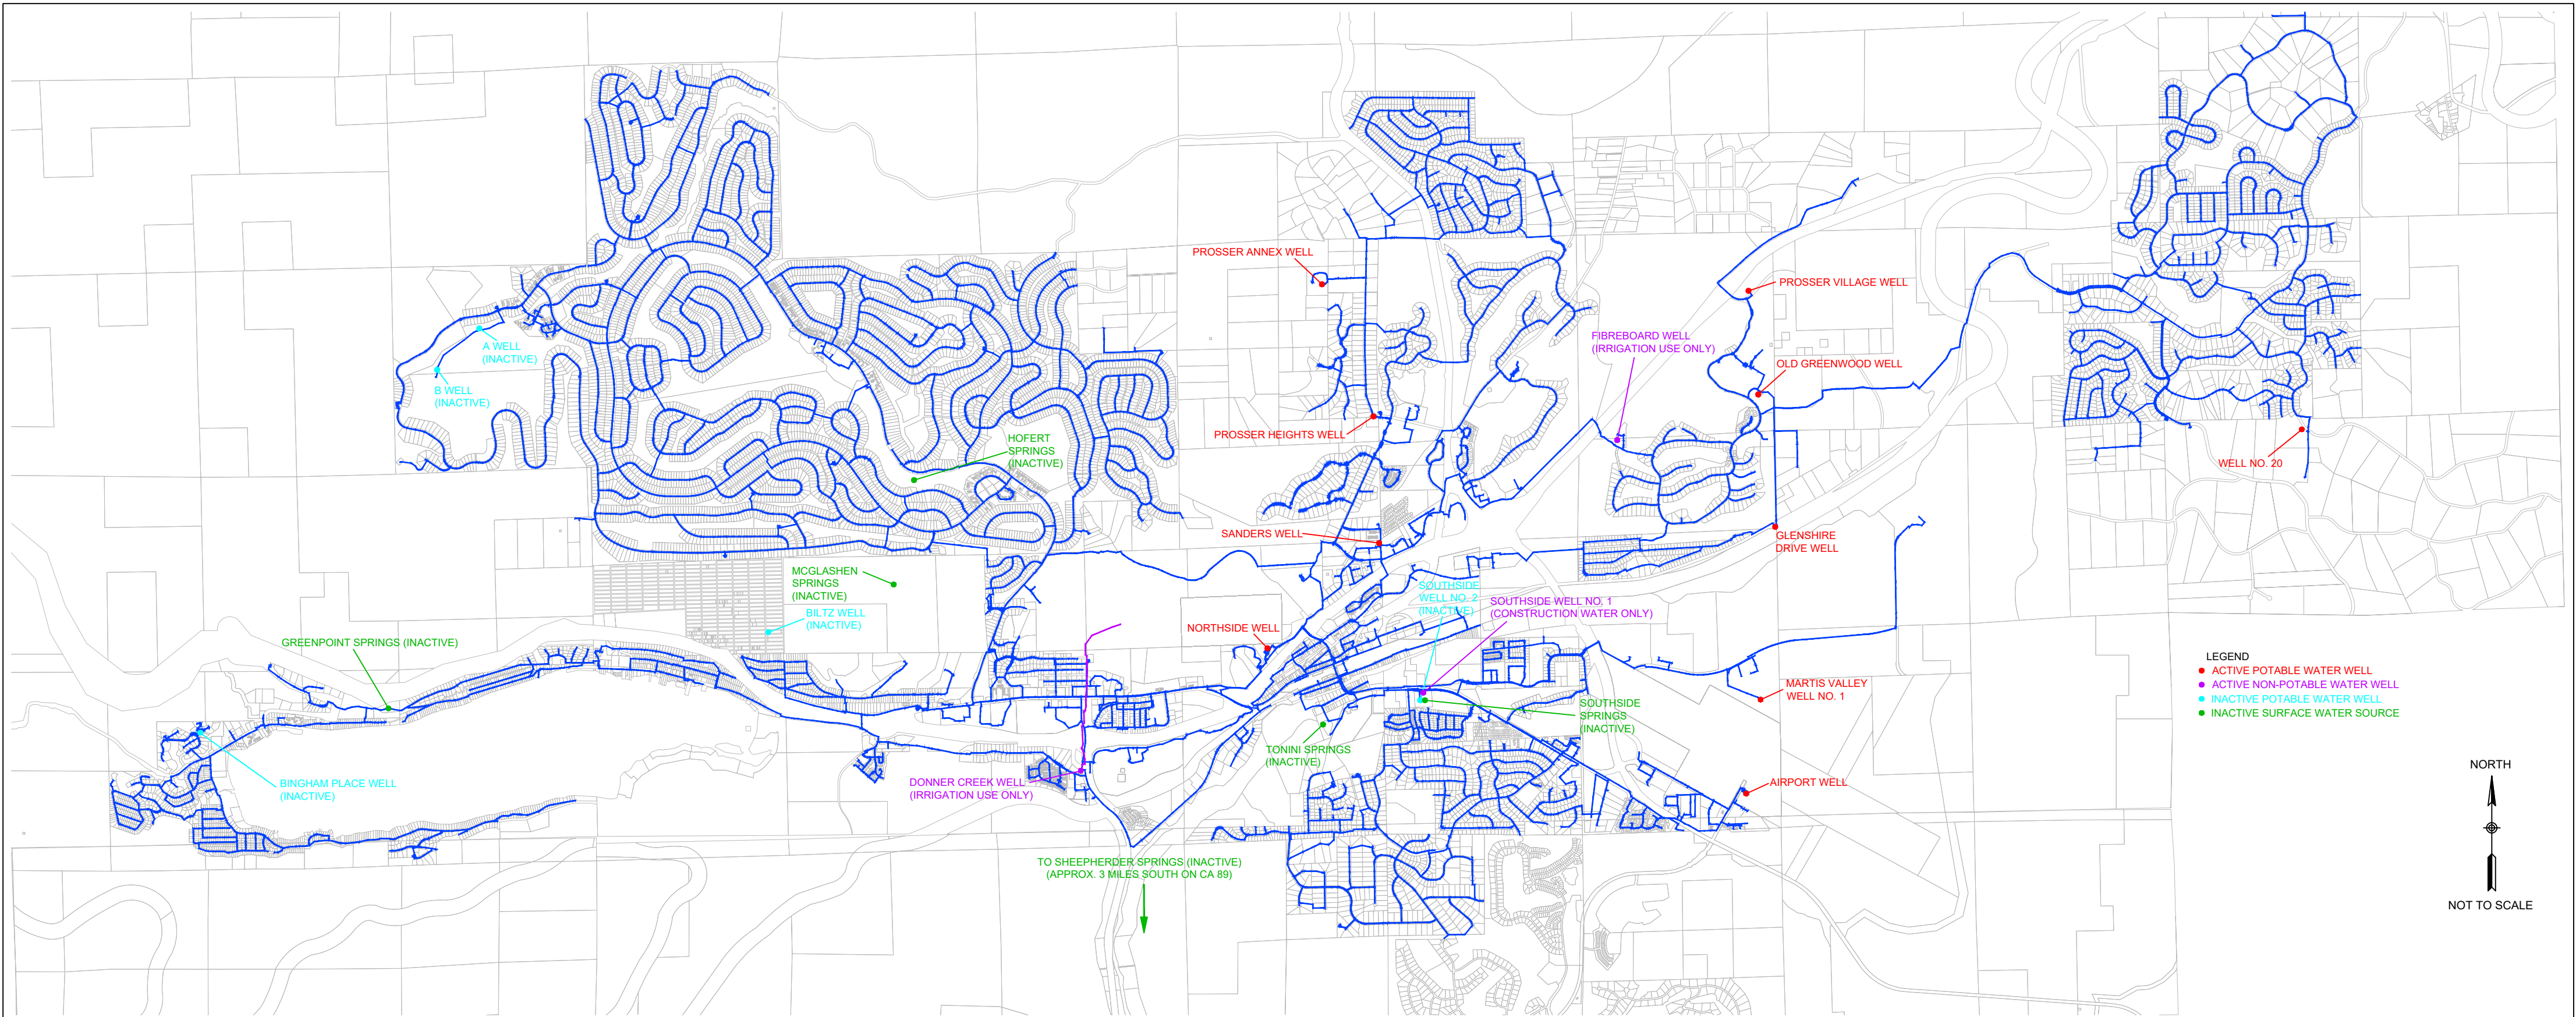 PROSSER ANNEX WELL
PROSSER VILLAGE WELL
FIBREBOARD WELL
(IRRIGATION USE ONLY)
A WELL
(INACTIVE)
OLD GREENWOOD WELL
B WELL
(INACTIVE)
PROSSER HEIGHTS WELL
HOFERT
SPRINGS
(INACTIVE)
WELL NO. 20
SANDERS WELL
GLENSHIRE
DRIVE WELL
MCGLASHEN
SPRINGS
(INACTIVE)
SOUTHSIDE
WELL NO. 2
(INACTIVE)
SOUTHSIDE WELL NO. 1
(CONSTRUCTION WATER ONLY)
BILTZ WELL
(INACTIVE)
NORTHSIDE WELL
GREENPOINT SPRINGS (INACTIVE)
LEGEND
ACTIVE POTABLE WATER WELL
ACTIVE NON-POTABLE WATER WELL
INACTIVE POTABLE WATER WELL
INACTIVE SURFACE WATER SOURCE
MARTIS VALLEY
WELL NO. 1
SOUTHSIDE
SPRINGS
(INACTIVE)
TONINI SPRINGS
(INACTIVE)
BINGHAM PLACE WELL
(INACTIVE)
DONNER CREEK WELL
(IRRIGATION USE ONLY)
AIRPORT WELL
NORTH
NOT TO SCALE
TO SHEEPHERDER SPRINGS (INACTIVE)
(APPROX. 3 MILES SOUTH ON CA 89)